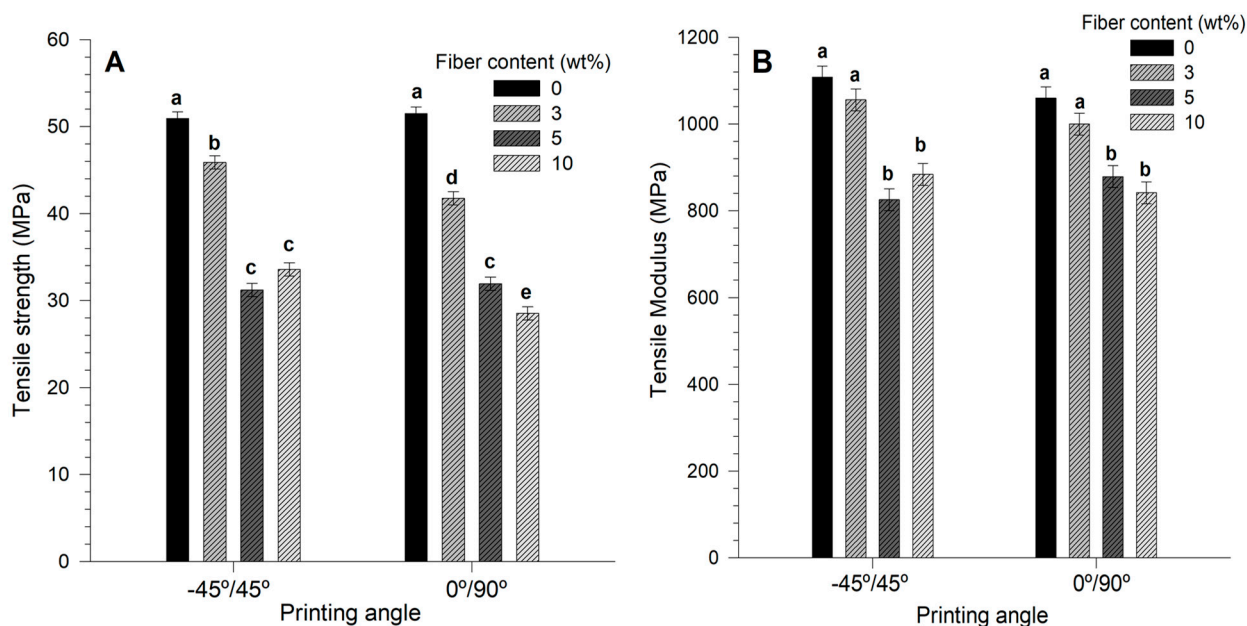 A
Fiber content (wt%)
0
3
5
10
60
50
40
30
20
10
0
Tensile strength (MPa)
a
b
c
c
a
d
c
e
-45º/45º
0º/90º
Printing angle
B
Fiber content (wt%)
0
3
5
10
1200
1000
800
600
400
200
0
Tensile Modulus (MPa)
a
a
b
b
a
a
b
b
-45º/45º
0º/90º
Printing angle